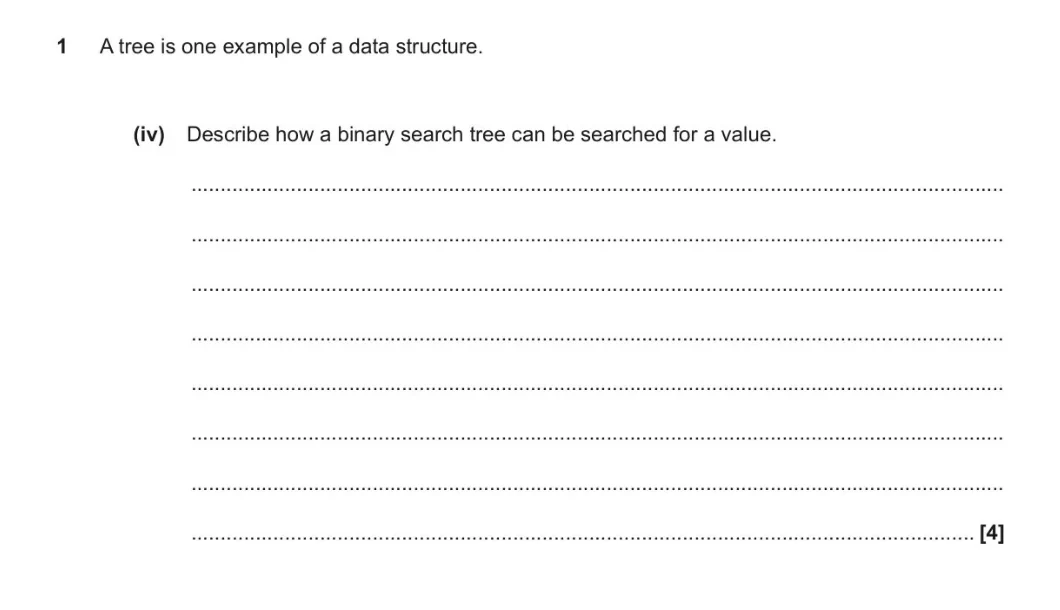 1 A tree is one example of a data structure.
(iv) Describe how a binary search tree can be searched for a value.
[4]